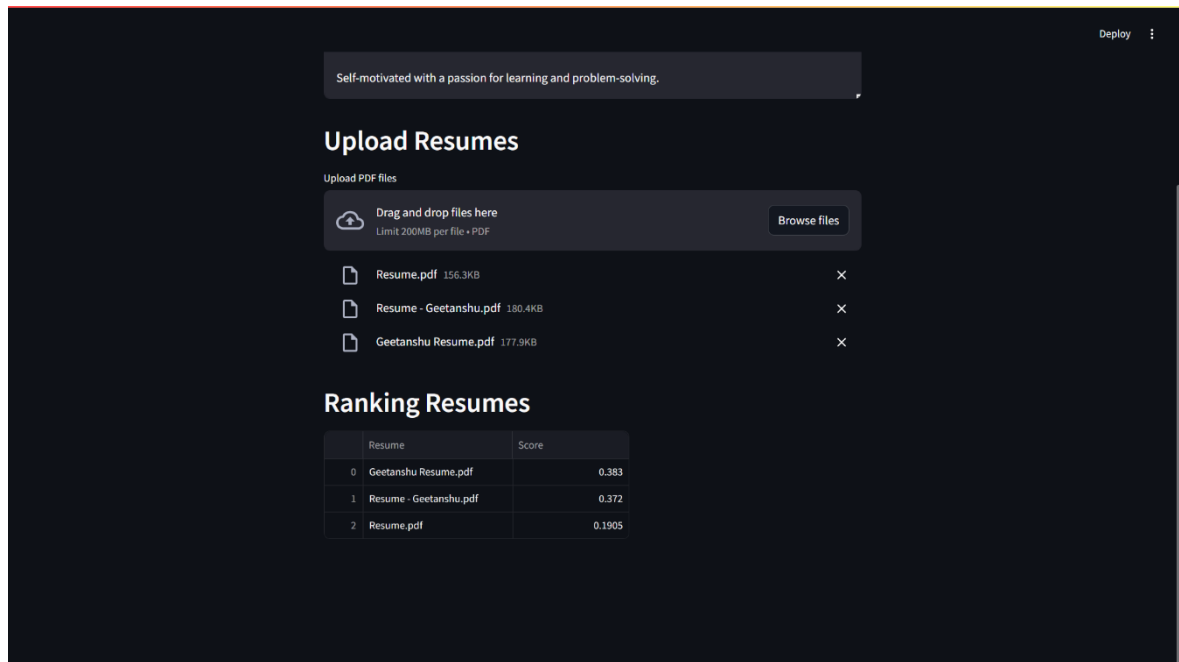 Deploy
Self-motivated with a passion for learning and problem-solving.
Upload Resumes
Upload PDF files
Drag and drop files here
Limit 200MB per file • PDF
Browse files
Resume.pdf 156.3KB
Resume - Geetanshu.pdf 180.4KB
Geetanshu Resume.pdf 177.9KB
Ranking Resumes
Resume Score
0 Geetanshu Resume.pdf 0.383
1 Resume - Geetanshu.pdf 0.372
2 Resume.pdf 0.1905